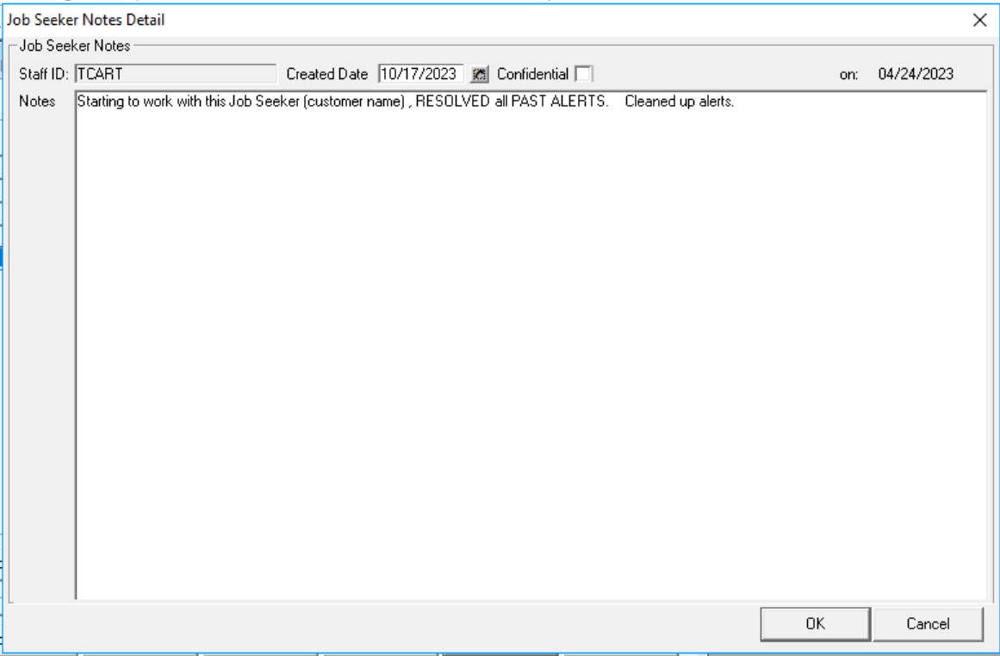 Job Seeker Notes Detail
Job Seeker Notes
Staff ID: TCART Created Date 10/17/2023 Confidential on: 04/24/2023
Notes Starting to work with this Job Seeker (customer name) , RESOLVED all PAST ALERTS. Cleaned up alerts.
OK Cancel